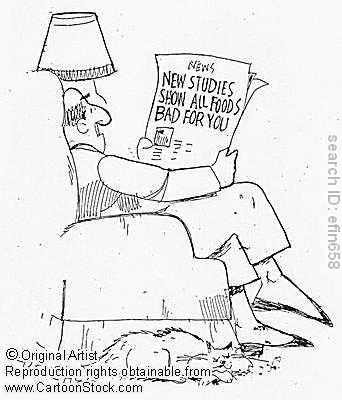 NEWS
NEW STUDIES
SHOW ALL FOODS
BAD FOR YOU
search ID: efin658
© Original Artist
Reproduction rights obtainable from
www.CartoonStock.com